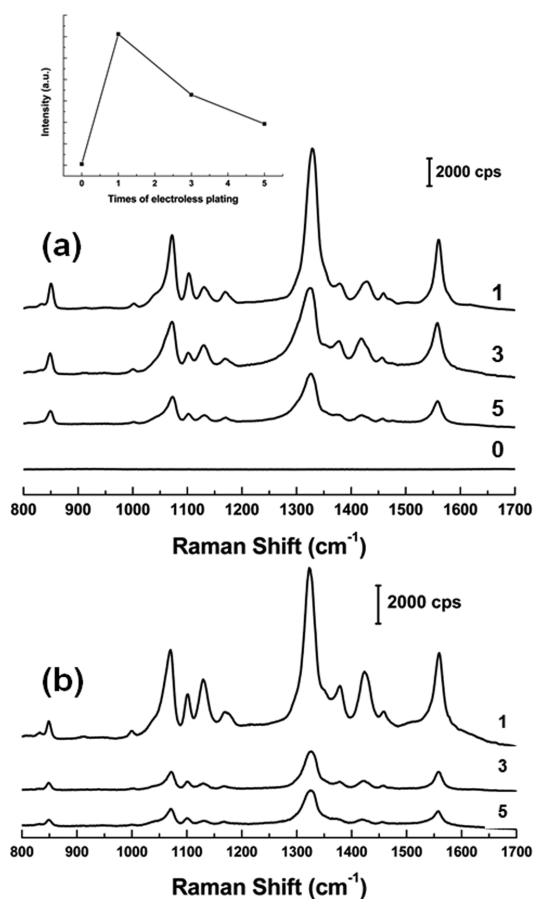 Intensity (a.u.)
0 1 2 3 4 5
Times of electroless plating
2000 cps
(a)
1
3
5
0
800 900 1000 1100 1200 1300 1400 1500 1600 1700
Raman Shift (cm⁻¹)
2000 cps
(b)
1
3
5
800 900 1000 1100 1200 1300 1400 1500 1600 1700
Raman Shift (cm⁻¹)